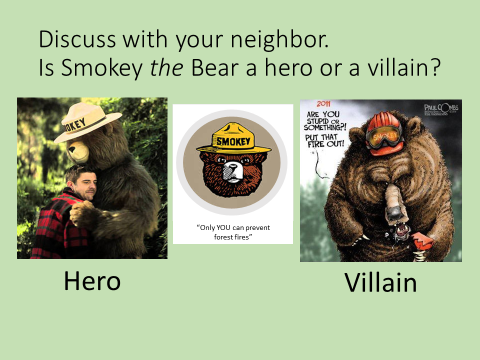 Discuss with your neighbor.
Is Smokey the Bear a hero or a villain?
SMOKEY
SMOKEY
"Only YOU can prevent
forest fires"
2011
ARE YOU
STUPID OR
SOMETHING?!
PUT THAT
FIRE OUT!
PAUL COMBS
Hero
Villain